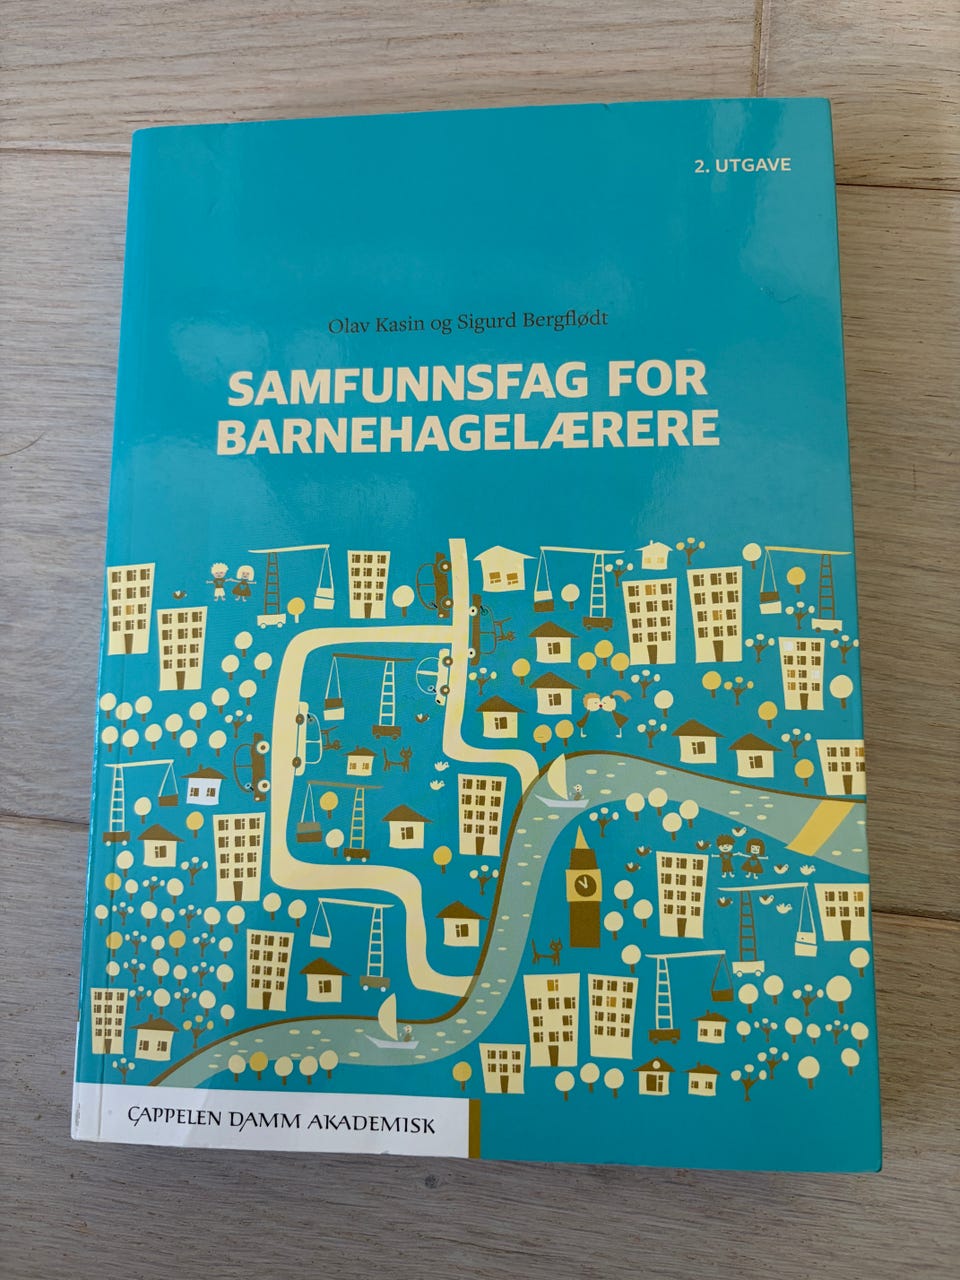 2. UTGAVE
Olav Kasin og Sigurd Bergflødt
SAMFUNNSFAG FOR
BARNEHAGELÆRERE
CAPPELEN DAMM AKADEMISK